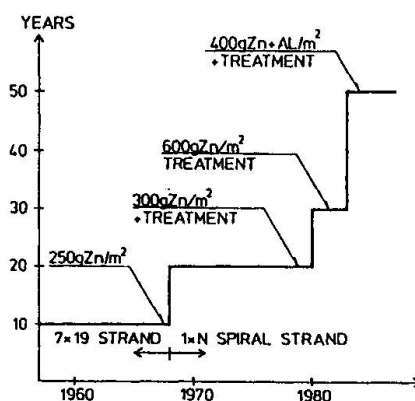 YEARS
400gZn+AL/m²
+TREATMENT
50
600gZn/m²
TREATMENT
40
300gZn/m²
+TREATMENT
30
250gZn/m²
20
10
7×19 STRAND
1×N SPIRAL STRAND
1960
1970
1980